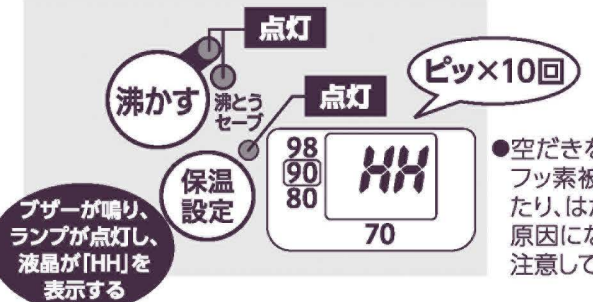 点灯
ピッ×10回
沸かす
沸とう
セーブ
点灯
保温
設定
98
90
80
HH
70
ブザーが鳴り、
ランプが点灯し、
液晶が「HH」を
表示する
●空だきを
フッ素被
たり、はが
原因にな
注意して